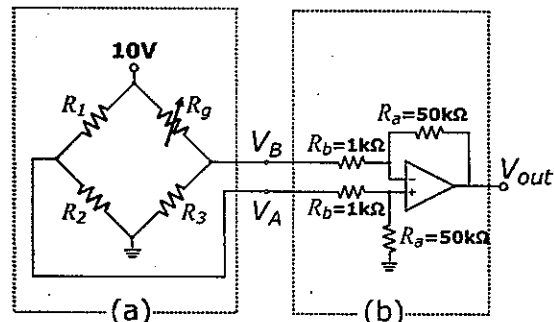 10V
R1
Rg
R2
R3
VB
VA
Rb=1kΩ
Rb=1kΩ
Ra=50kΩ
−
+
Ra=50kΩ
Vout
(a)
(b)